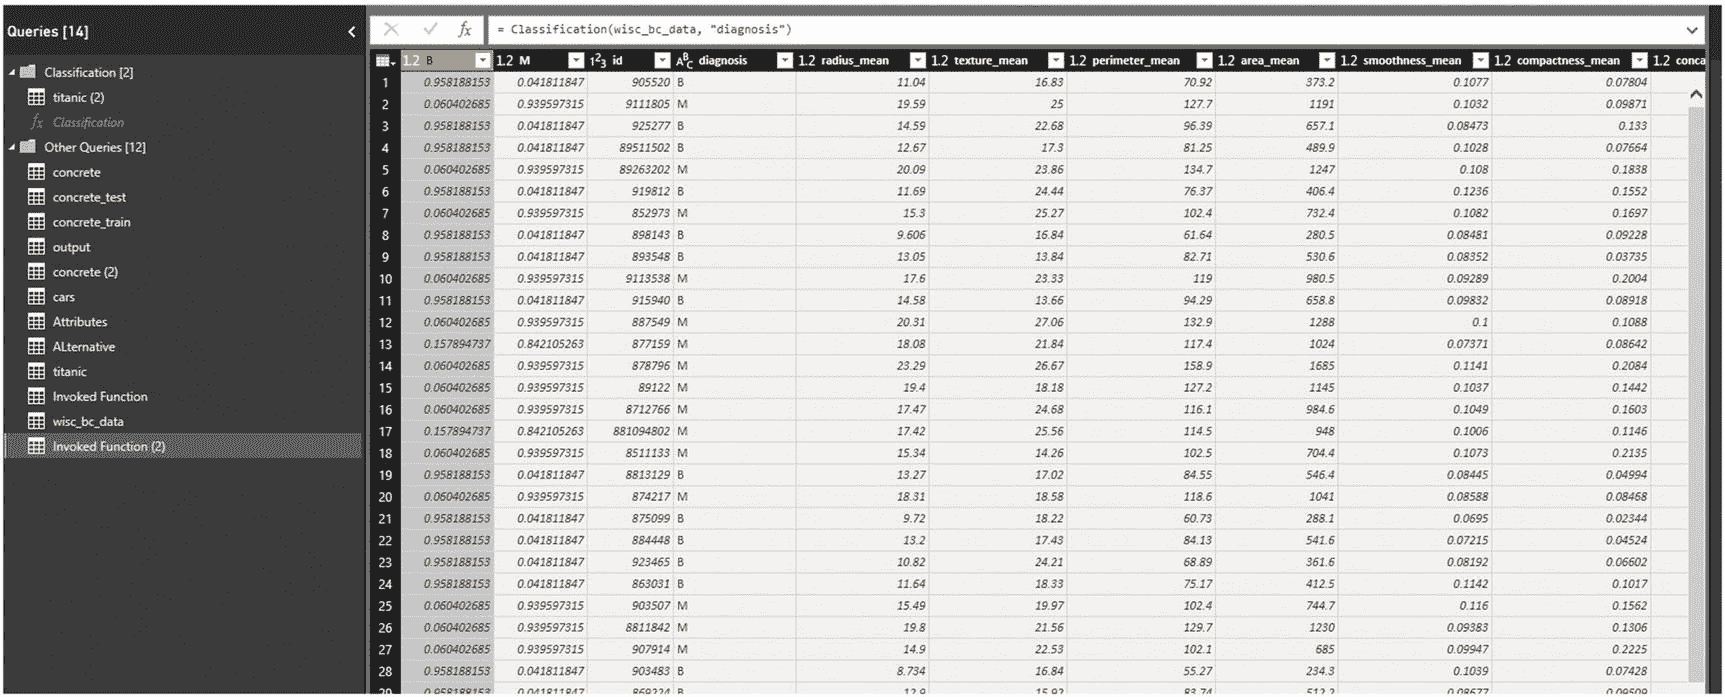 Queries [14]
= Classification(wisc_bc_data, "diagnosis")
Classification [2]
titanic (2)
fx Classification
Other Queries [12]
concrete
concrete_test
concrete_train
output
concrete (2)
cars
Attributes
ALternative
titanic
Invoked Function
wisc_bc_data
Invoked Function (2)
1.2 B 1.2 M 1²3 id ABC diagnosis 1.2 radius_mean 1.2 texture_mean 1.2 perimeter_mean 1.2 area_mean 1.2 smoothness_mean 1.2 compactness_mean 1.2 conca
1 0.958188153 0.041811847 905520 B 11.04 16.83 70.92 373.2 0.1077 0.07804
2 0.060402685 0.939597315 9111805 M 19.59 25 127.7 1191 0.1032 0.09871
3 0.958188153 0.041811847 925277 B 14.59 22.68 96.39 657.1 0.08473 0.133
4 0.958188153 0.041811847 89511502 B 12.67 17.3 81.25 489.9 0.1028 0.07664
5 0.060402685 0.939597315 89263202 M 20.09 23.86 134.7 1247 0.108 0.1838
6 0.958188153 0.041811847 919812 B 11.69 24.44 76.37 406.4 0.1236 0.1552
7 0.060402685 0.939597315 852973 M 15.3 25.27 102.4 732.4 0.1082 0.1697
8 0.958188153 0.041811847 898143 B 9.606 16.84 61.64 280.5 0.08481 0.09228
9 0.958188153 0.041811847 893548 B 13.05 13.84 82.71 530.6 0.08352 0.03735
10 0.060402685 0.939597315 9113538 M 17.6 23.33 119 980.5 0.09289 0.2004
11 0.958188153 0.041811847 915940 B 14.58 13.66 94.29 658.8 0.09832 0.08918
12 0.060402685 0.939597315 887549 M 20.31 27.06 132.9 1288 0.1 0.1088
13 0.157894737 0.842105263 877159 M 18.08 21.84 117.4 1024 0.07371 0.08642
14 0.060402685 0.939597315 878796 M 23.29 26.67 158.9 1685 0.1141 0.2084
15 0.060402685 0.939597315 89122 M 19.4 18.18 127.2 1145 0.1037 0.1442
16 0.060402685 0.939597315 8712766 M 17.47 24.68 116.1 984.6 0.1049 0.1603
17 0.157894737 0.842105263 881094802 M 17.42 25.56 114.5 948 0.1006 0.1146
18 0.060402685 0.939597315 8511133 M 15.34 14.26 102.5 704.4 0.1073 0.2135
19 0.958188153 0.041811847 8813129 B 13.27 17.02 84.55 546.4 0.08445 0.04994
20 0.060402685 0.939597315 874217 M 18.31 18.58 118.6 1041 0.08588 0.08468
21 0.958188153 0.041811847 875099 B 9.72 18.22 60.73 288.1 0.0695 0.02344
22 0.958188153 0.041811847 884448 B 13.2 17.43 84.13 541.6 0.07215 0.04524
23 0.958188153 0.041811847 923465 B 10.82 24.21 68.89 361.6 0.08192 0.06602
24 0.958188153 0.041811847 863031 B 11.64 18.33 75.17 412.5 0.1142 0.1017
25 0.060402685 0.939597315 903507 M 15.49 19.97 102.4 744.7 0.116 0.1562
26 0.060402685 0.939597315 8811842 M 19.8 21.56 129.7 1230 0.09383 0.1306
27 0.060402685 0.939597315 907914 M 14.9 22.53 102.1 685 0.09947 0.2225
28 0.958188153 0.041811847 903483 B 8.734 16.84 55.27 234.3 0.1039 0.07428
29 0.958188153 0.041811847 869224 B 12.9 15.92 83.74 512.2 0.08677 0.09509